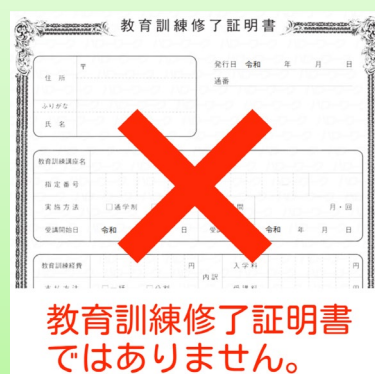 教育訓練修了証明書
発行日 令和 年 月 日
〒
通番
住所
ふりがな
氏名
教育訓練講座名
指定番号
実施方法 □通学制 月・回
受講開始日 令和 日 令和 年 月 日
教育訓練経費 円 入学料 円
内訳
教育訓練修了証明書
ではありません。